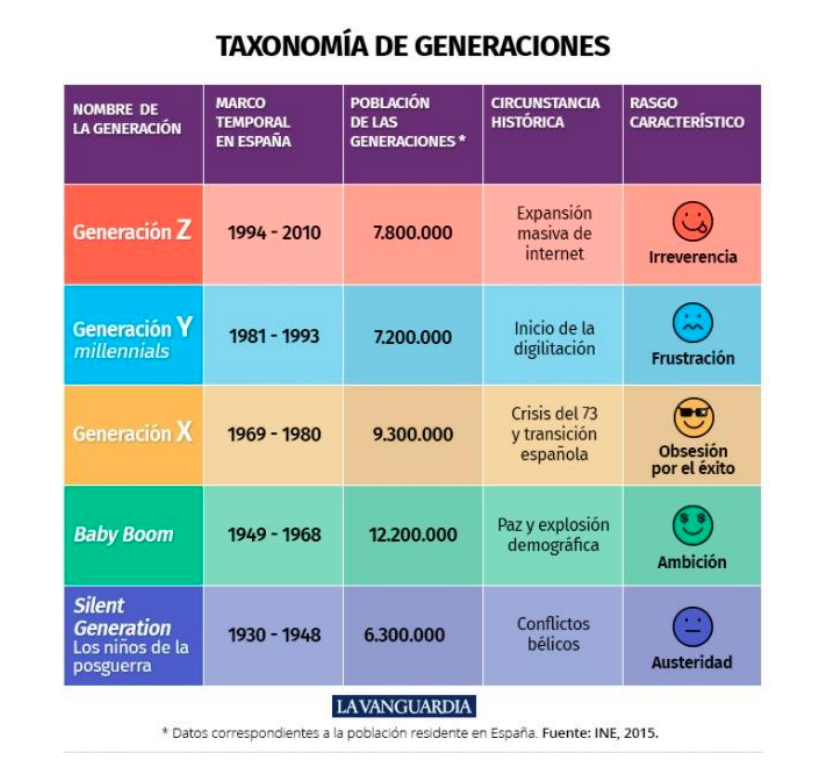 TAXONOMÍA DE GENERACIONES
NOMBRE DE
LA GENERACIÓN
MARCO
TEMPORAL
EN ESPAÑA
POBLACIÓN
DE LAS
GENERACIONES *
CIRCUNSTANCIA
HISTÓRICA
RASGO
CARACTERÍSTICO
Generación Z
1994 - 2010
7.800.000
Expansión
masiva de
internet
Irreverencia
Generación Y
millennials
1981 - 1993
7.200.000
Inicio de la
digilitación
Frustración
Generación X
1969 - 1980
9.300.000
Crisis del 73
y transición
española
Obsesión
por el éxito
Baby Boom
1949 - 1968
12.200.000
Paz y explosión
demográfica
Ambición
Silent
Generation
Los niños de la
posguerra
1930 - 1948
6.300.000
Conflictos
bélicos
Austeridad
LA VANGUARDIA
* Datos correspondientes a la población residente en España. Fuente: INE, 2015.